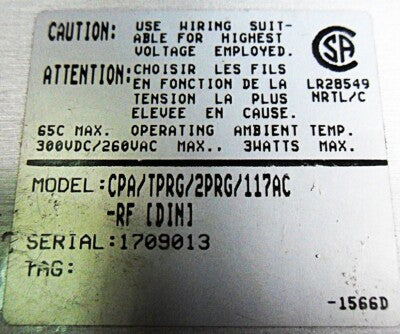 CAUTION: USE WIRING SUIT-
ABLE FOR HIGHEST
VOLTAGE EMPLOYED.
ATTENTION: CHOISIR LES FILS
EN FONCTION DE LA
TENSION LA PLUS
ELEVEE EN CAUSE.
CSA
LR28549
NRTL/C
65C MAX. OPERATING AMBIENT TEMP.
300VDC/260VAC MAX., 3WATTS MAX.
MODEL: CPA/TPRG/2PRG/117AC
-RF [DIN]
SERIAL: 1709013
TAG:
-1566D